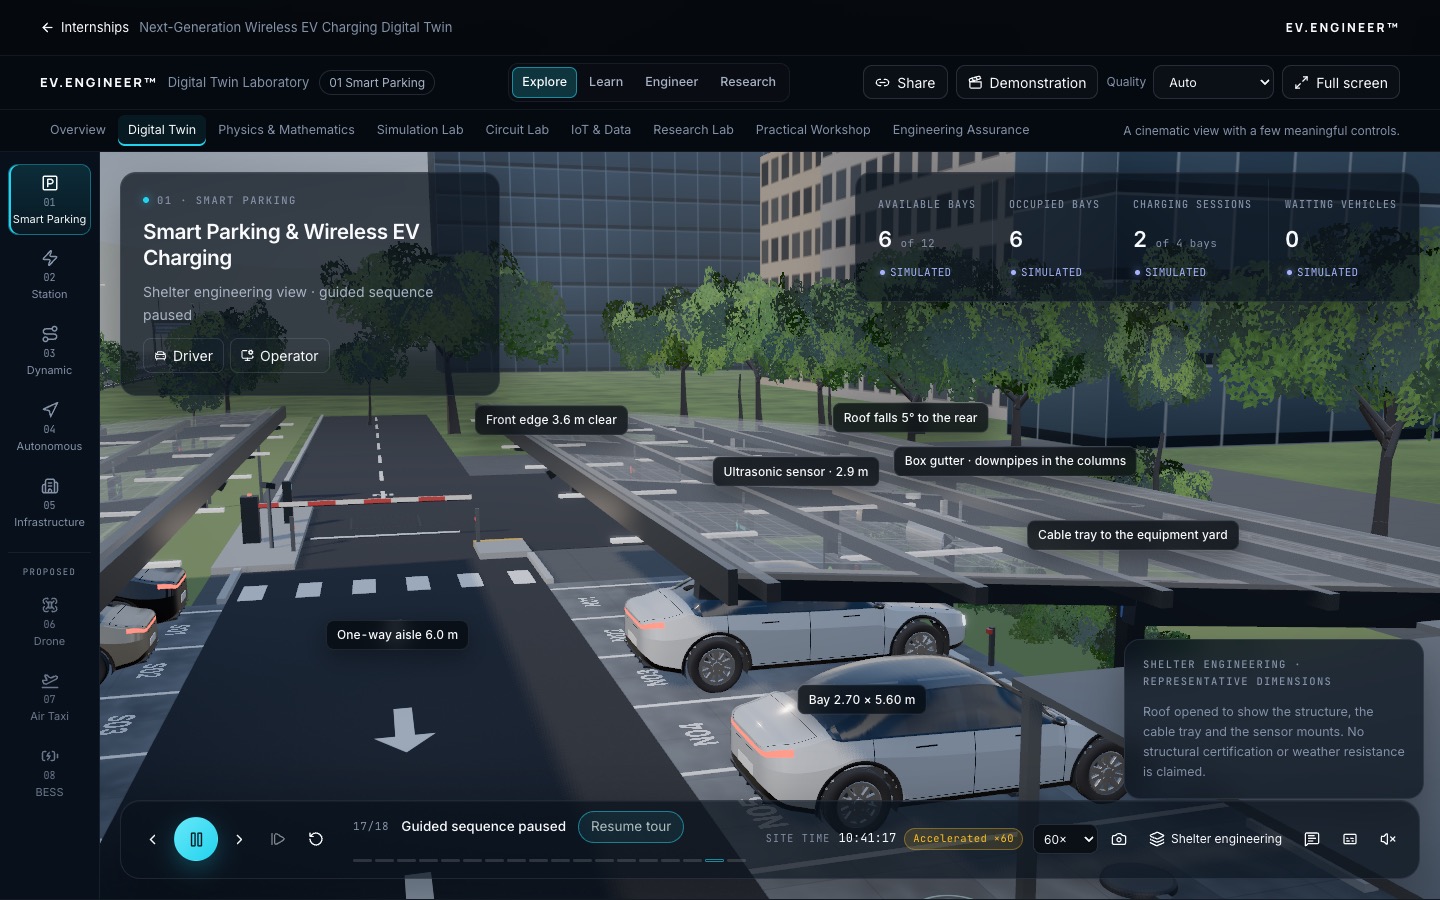 Internships Next-Generation Wireless EV Charging Digital Twin
EV.ENGINEER™
EV.ENGINEER™ Digital Twin Laboratory 01 Smart Parking
Explore Learn Engineer Research
Share Demonstration Quality Auto Full screen
Overview Digital Twin Physics & Mathematics Simulation Lab Circuit Lab IoT & Data Research Lab Practical Workshop Engineering Assurance
A cinematic view with a few meaningful controls.
01
Smart Parking
02
Station
03
Dynamic
04
Autonomous
05
Infrastructure
PROPOSED
06
Drone
07
Air Taxi
08
BESS
01 · SMART PARKING
Smart Parking & Wireless EV
Charging
Shelter engineering view · guided sequence
paused
Driver Operator
AVAILABLE BAYS OCCUPIED BAYS CHARGING SESSIONS WAITING VEHICLES
6 of 12 6 2 of 4 bays 0
SIMULATED SIMULATED SIMULATED SIMULATED
Front edge 3.6 m clear
Roof falls 5° to the rear
Ultrasonic sensor · 2.9 m
Box gutter · downpipes in the columns
Cable tray to the equipment yard
One-way aisle 6.0 m
Bay 2.70 × 5.60 m
S02
S03
N03
N04
SHELTER ENGINEERING ·
REPRESENTATIVE DIMENSIONS
Roof opened to show the structure, the
cable tray and the sensor mounts. No
structural certification or weather resistance
is claimed.
17/18 Guided sequence paused Resume tour
SITE TIME 10:41:17 Accelerated ×60 60× Shelter engineering